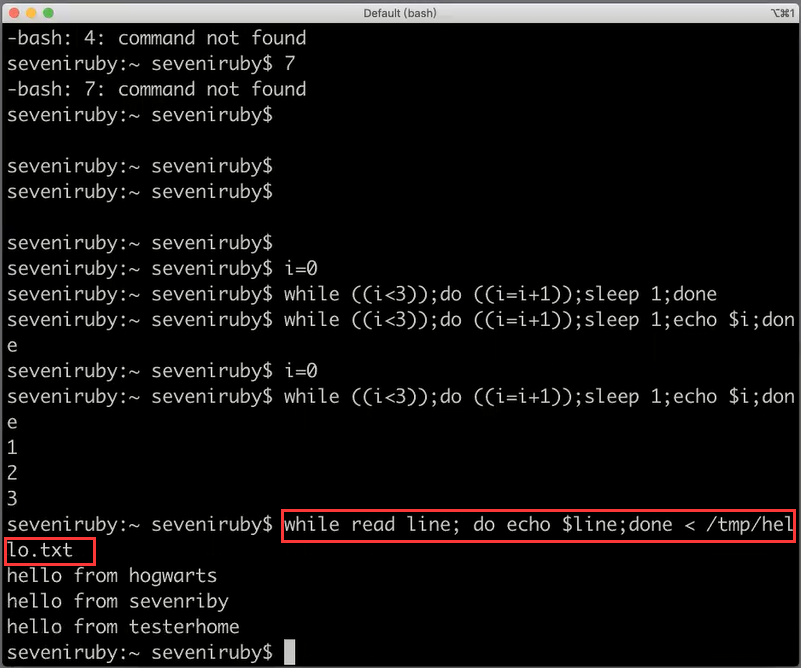 Default (bash)
⌥⌘1
-bash: 4: command not found
seveniruby:~ seveniruby$ 7
-bash: 7: command not found
seveniruby:~ seveniruby$
seveniruby:~ seveniruby$
seveniruby:~ seveniruby$
seveniruby:~ seveniruby$
seveniruby:~ seveniruby$ i=0
seveniruby:~ seveniruby$ while ((i<3));do ((i=i+1));sleep 1;done
seveniruby:~ seveniruby$ while ((i<3));do ((i=i+1));sleep 1;echo $i;don
e
seveniruby:~ seveniruby$ i=0
seveniruby:~ seveniruby$ while ((i<3));do ((i=i+1));sleep 1;echo $i;don
e
1
2
3
seveniruby:~ seveniruby$ while read line; do echo $line;done < /tmp/hel
lo.txt
hello from hogwarts
hello from sevenriby
hello from testerhome
seveniruby:~ seveniruby$